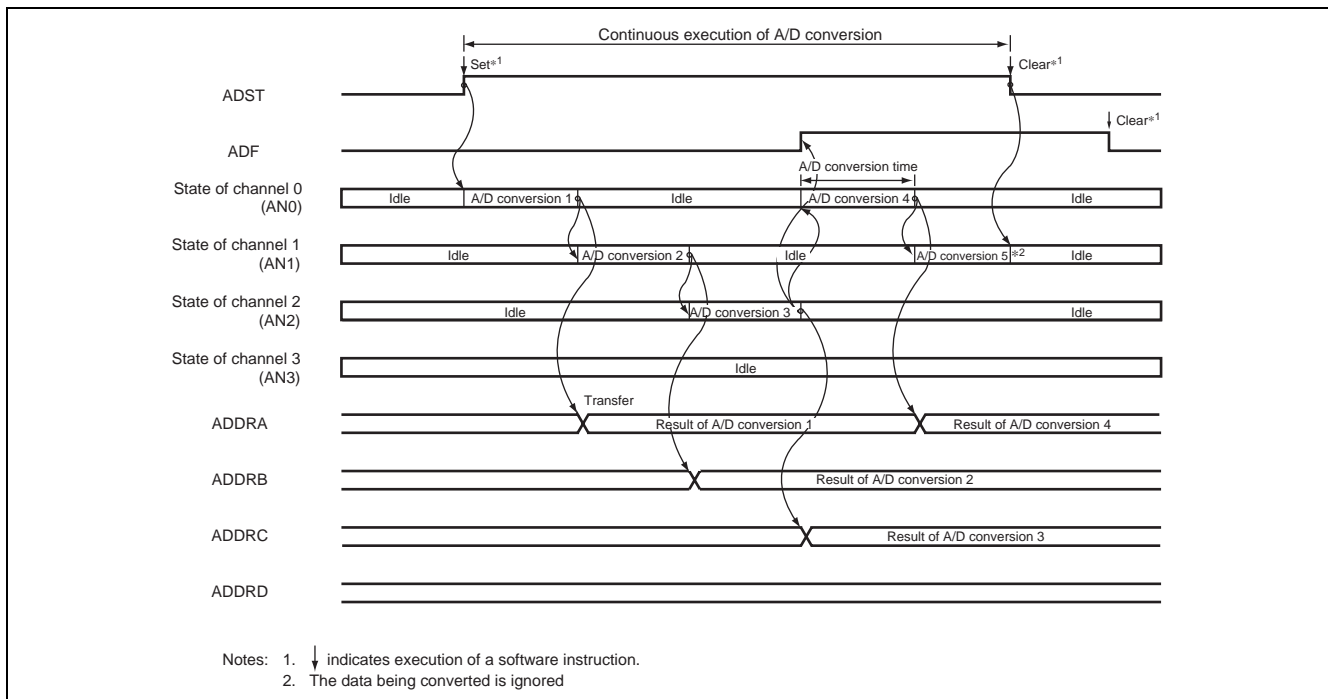 Continuous execution of A/D conversion
Set*1
Clear*1
ADST
Clear*1
ADF
A/D conversion time
State of channel 0
(AN0)
Idle
A/D conversion 1
Idle
A/D conversion 4
Idle
State of channel 1
(AN1)
Idle
A/D conversion 2
Idle
A/D conversion 5
*2
Idle
State of channel 2
(AN2)
Idle
A/D conversion 3
Idle
State of channel 3
(AN3)
Idle
Transfer
ADDRA
Result of A/D conversion 1
Result of A/D conversion 4
ADDRB
Result of A/D conversion 2
ADDRC
Result of A/D conversion 3
ADDRD
Notes: 1. ↓ indicates execution of a software instruction.
2. The data being converted is ignored